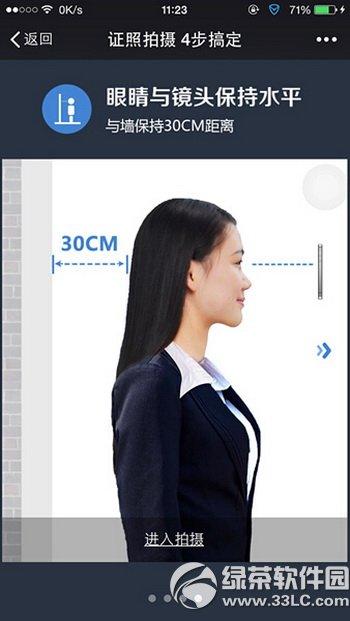 0K/s
11:23
71%
返回
证照拍摄 4步搞定
眼睛与镜头保持水平
与墙保持30CM距离
30CM
进入拍摄
绿茶软件园
www.33LC.com